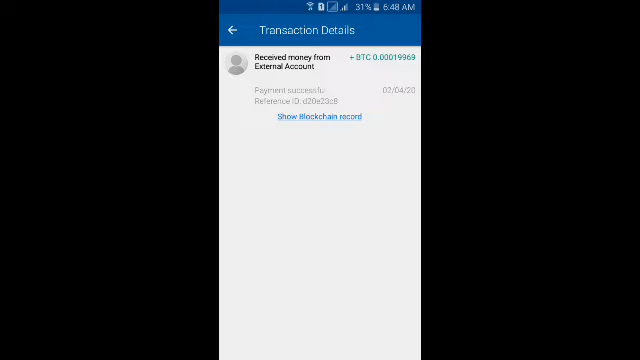 31% 6:48 AM
Transaction Details
Received money from + BTC 0.00019969
External Account
Payment successful 02/04/20
Reference ID: d20e23c8
Show Blockchain record